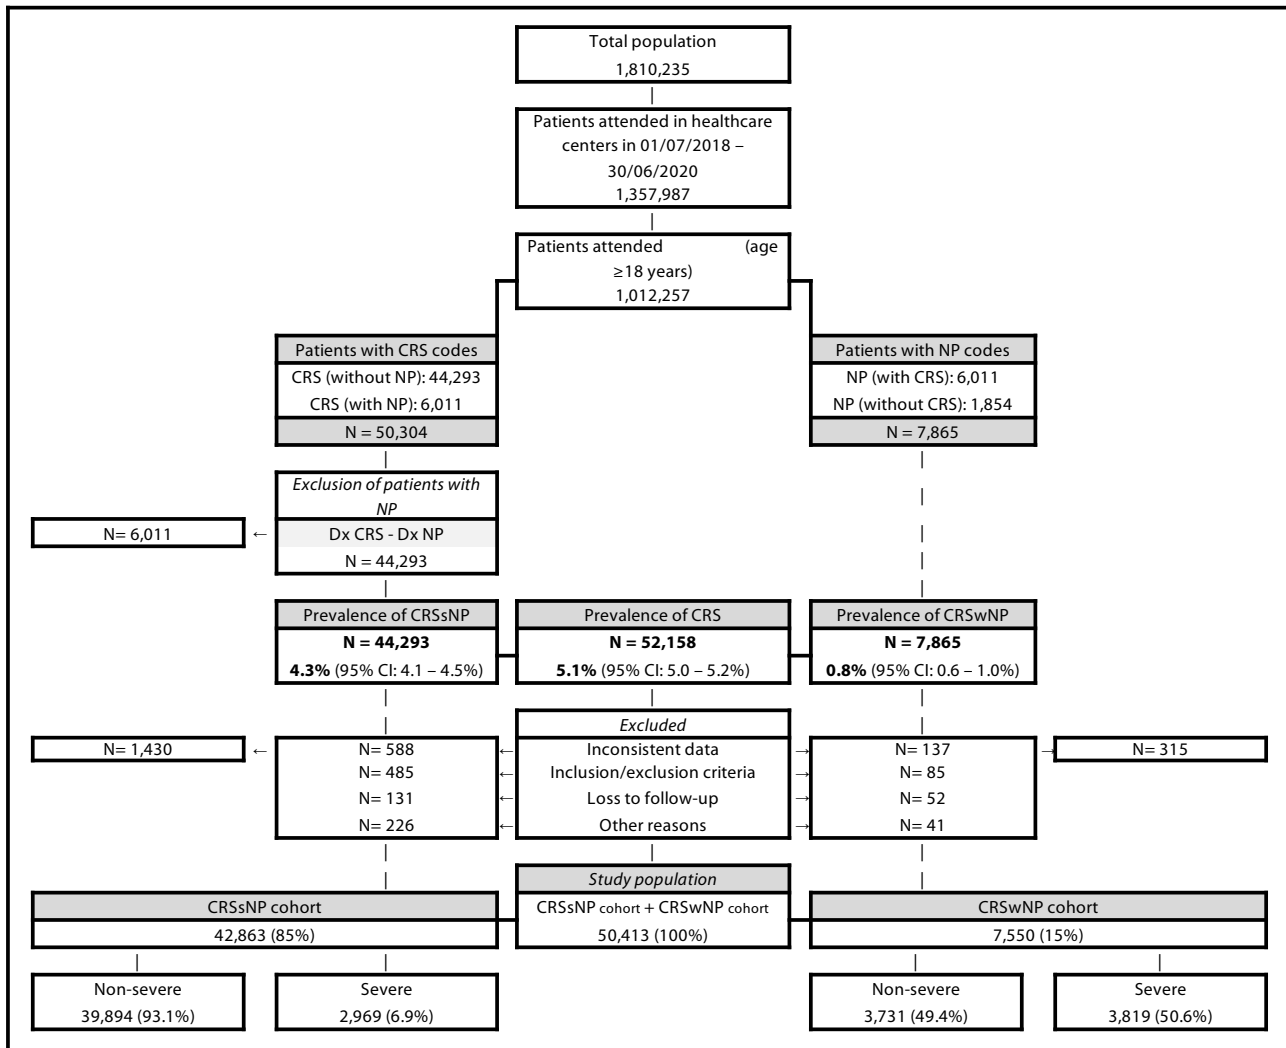 Total population
1,810,235
Patients attended in healthcare
centers in 01/07/2018 –
30/06/2020
1,357,987
Patients attended (age
≥18 years)
1,012,257
Patients with CRS codes
CRS (without NP): 44,293
CRS (with NP): 6,011
N = 50,304
Patients with NP codes
NP (with CRS): 6,011
NP (without CRS): 1,854
N = 7,865
Exclusion of patients with
NP
Dx CRS - Dx NP
N = 44,293
N= 6,011
←
Prevalence of CRSsNP
N = 44,293
4.3% (95% CI: 4.1 – 4.5%)
Prevalence of CRS
N = 52,158
5.1% (95% CI: 5.0 – 5.2%)
Prevalence of CRSwNP
N = 7,865
0.8% (95% CI: 0.6 – 1.0%)
Excluded
N= 1,430 ← N= 588 ← Inconsistent data → N= 137 → N= 315
N= 485 ← Inclusion/exclusion criteria → N= 85
N= 131 ← Loss to follow-up → N= 52
N= 226 ← Other reasons → N= 41
Study population
CRSsNP cohort + CRSwNP cohort
50,413 (100%)
CRSsNP cohort
42,863 (85%)
CRSwNP cohort
7,550 (15%)
Non-severe
39,894 (93.1%)
Severe
2,969 (6.9%)
Non-severe
3,731 (49.4%)
Severe
3,819 (50.6%)